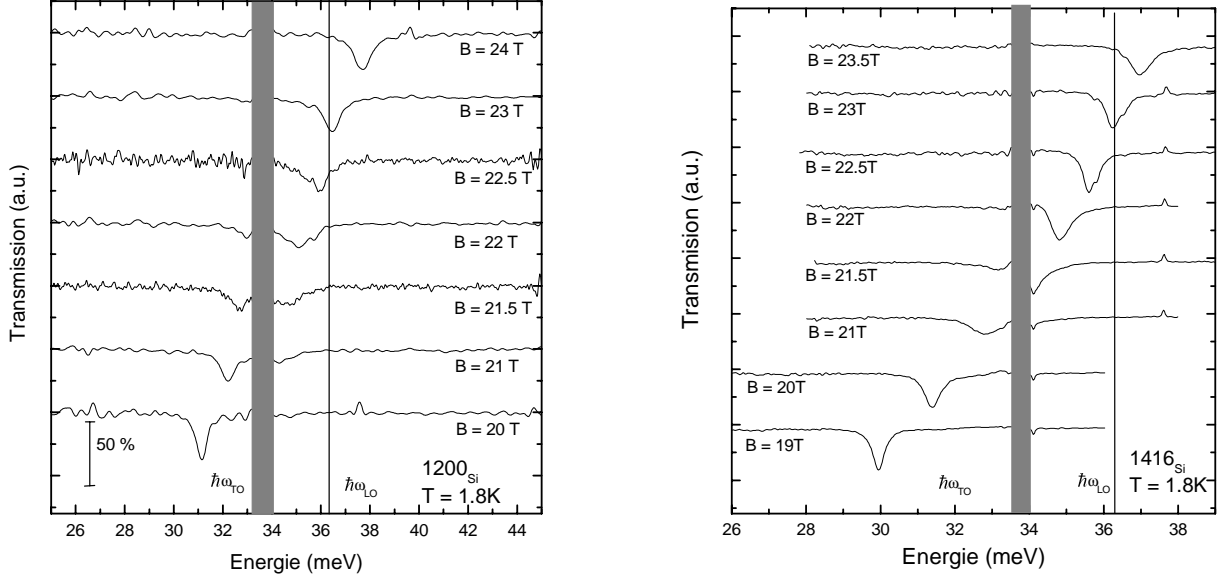 Transmission (a.u.)
B = 24 T
B = 23 T
B = 22.5 T
B = 22 T
B = 21.5 T
B = 21 T
B = 20 T
50 %
ℏω_TO
ℏω_LO
1200_Si
T = 1.8K
26 28 30 32 34 36 38 40 42 44
Energie (meV)
Transmission (a.u.)
B = 23.5T
B = 23T
B = 22.5T
B = 22T
B = 21.5T
B = 21T
B = 20T
B = 19T
ℏω_TO
ℏω_LO
1416_Si
T = 1.8K
26 28 30 32 34 36 38
Energie (meV)